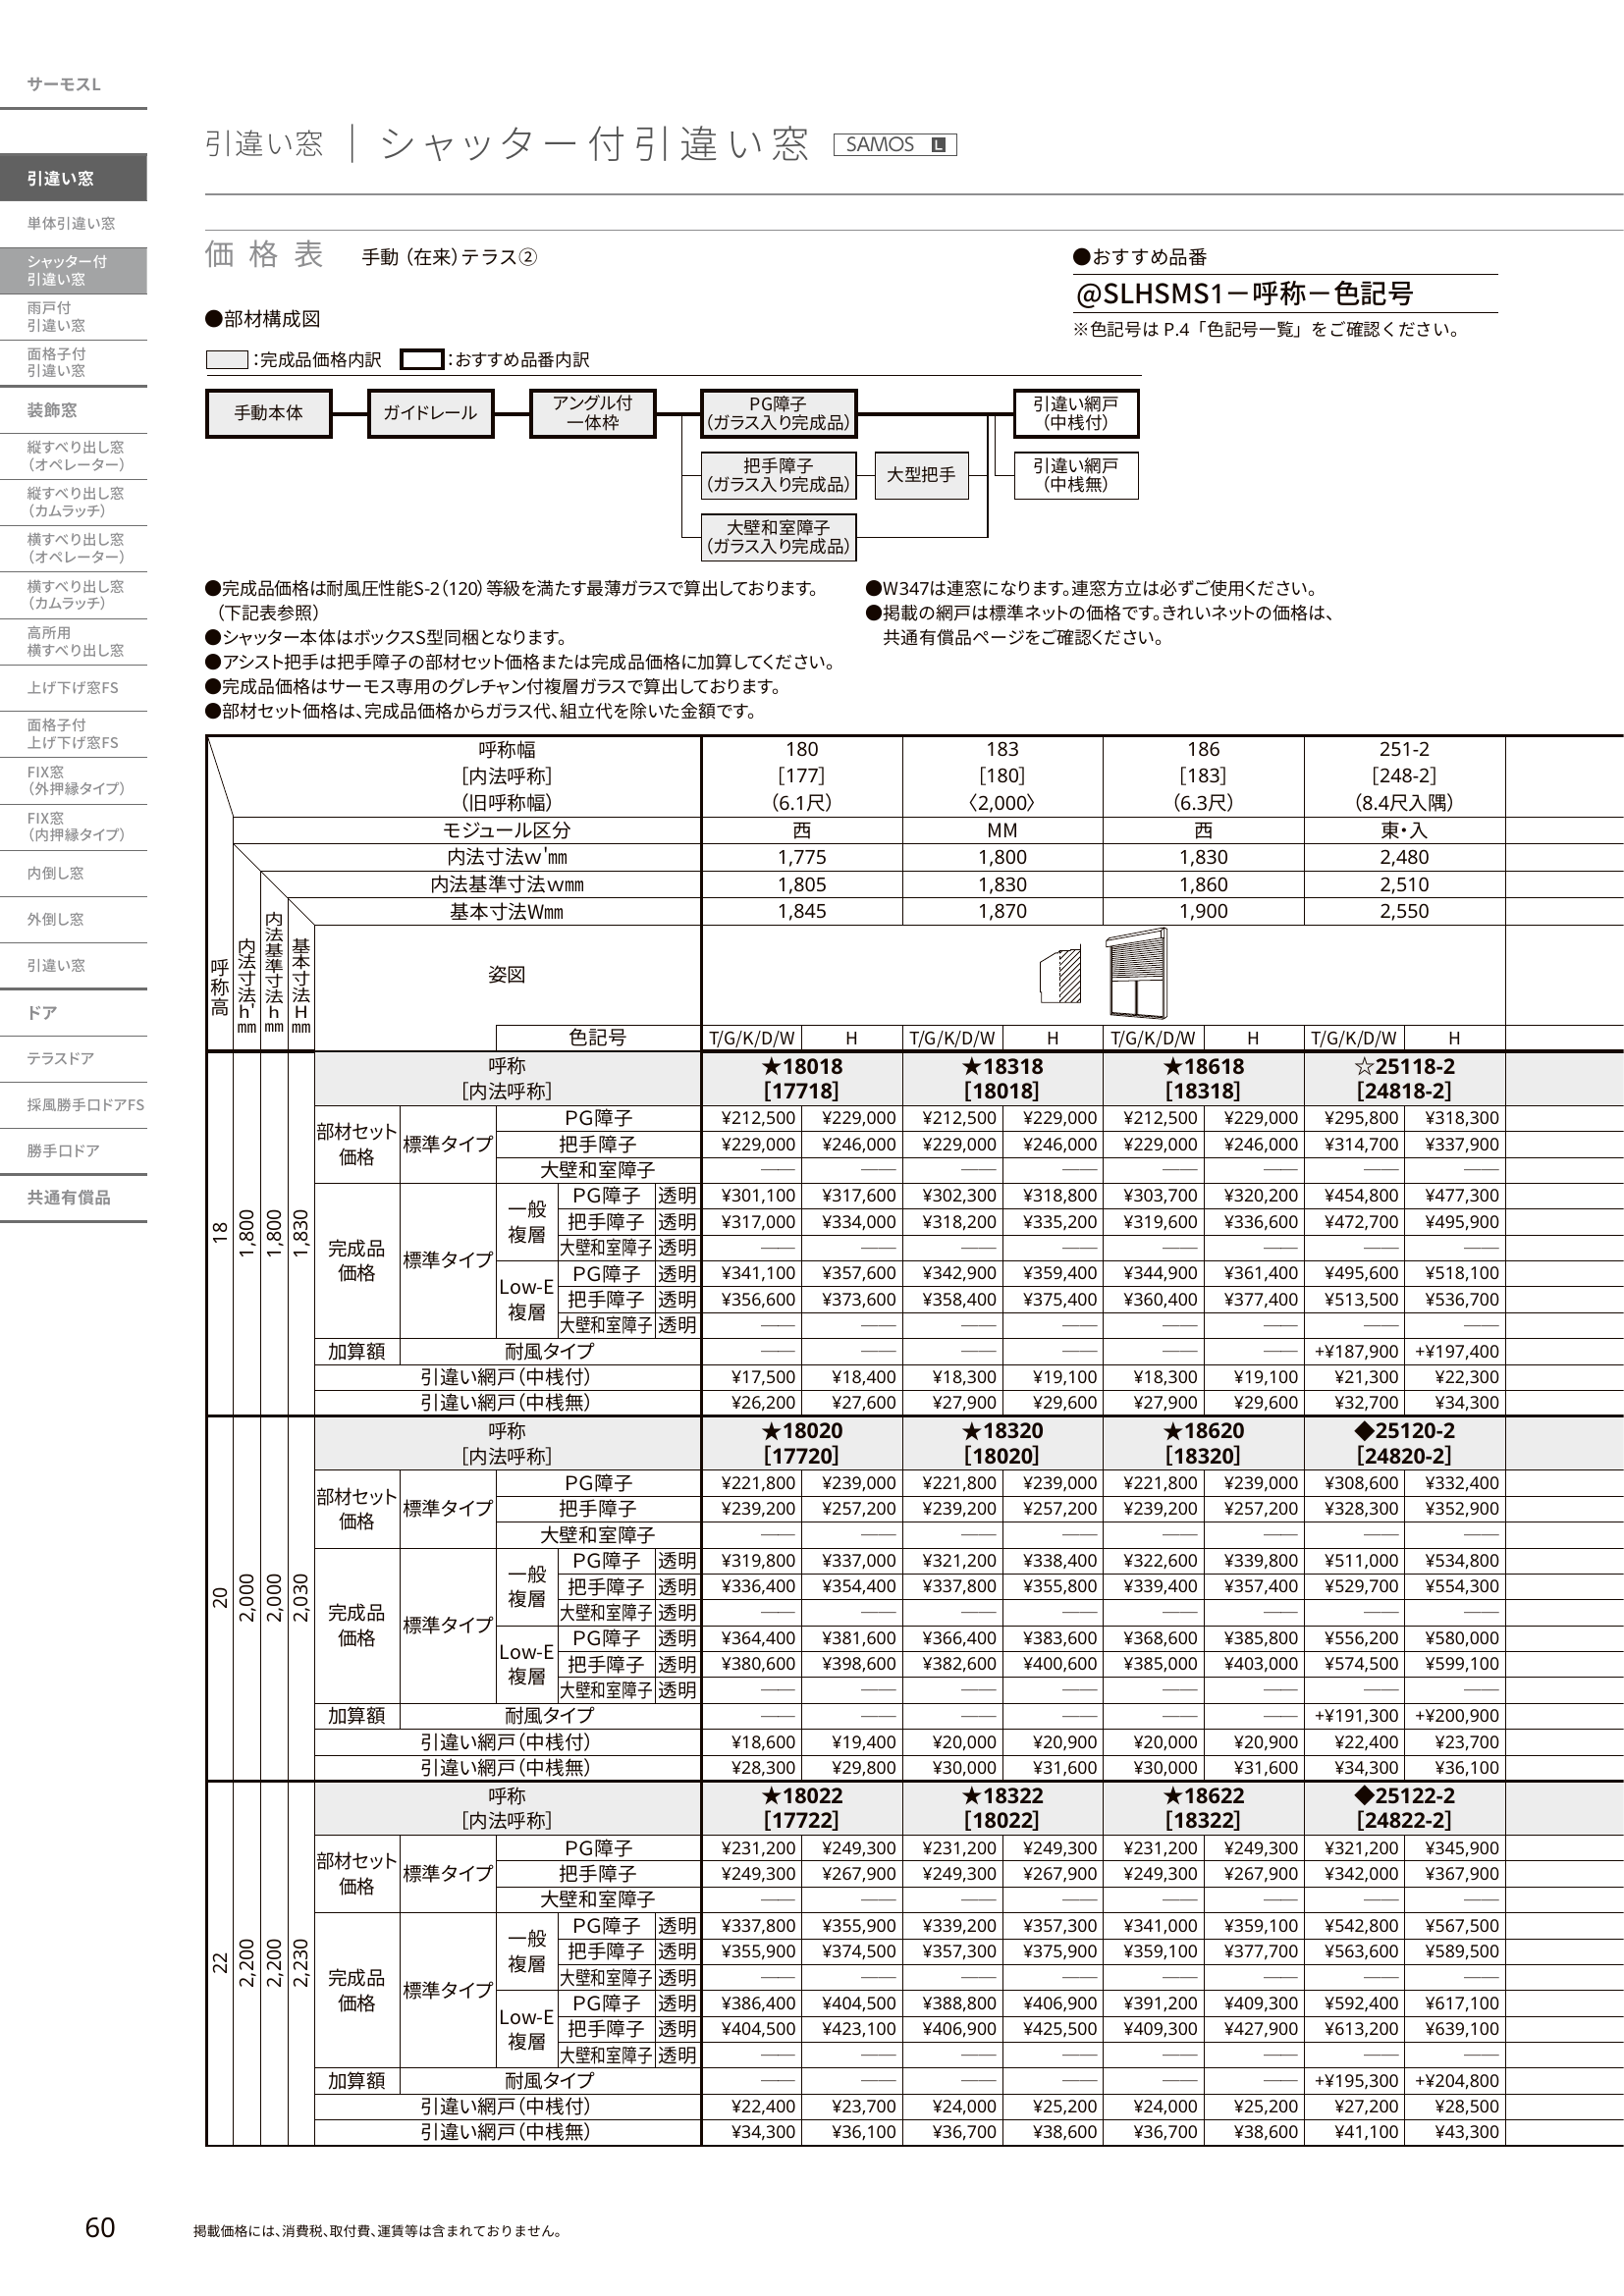 サーモスL
引違い窓
単体引違い窓
シャッター付
引違い窓
雨戸付
引違い窓
面格子付
引違い窓
装飾窓
縦すべり出し窓
（オペレーター）
縦すべり出し窓
（カムラッチ）
横すべり出し窓
（オペレーター）
横すべり出し窓
（カムラッチ）
高所用
横すべり出し窓
上げ下げ窓FS
面格子付
上げ下げ窓FS
FIX窓
（外押縁タイプ）
FIX窓
（内押縁タイプ）
内倒し窓
外倒し窓
引違い窓
ドア
テラスドア
採風勝手口ドアFS
勝手口ドア
共通有償品
引違い窓｜シャッター付引違い窓 SAMOS L
価格表 手動（在来）テラス②
●おすすめ品番
@SLHSMS1－呼称－色記号
※色記号は P.4「色記号一覧」をご確認ください。
●部材構成図
：完成品価格内訳 ：おすすめ品番内訳
手動本体 ガイドレール アングル付 一体枠 PG障子 （ガラス入り完成品） 引違い網戸 （中桟付）
把手障子 （ガラス入り完成品） 大型把手 引違い網戸 （中桟無）
大壁和室障子 （ガラス入り完成品）
●完成品価格は耐風圧性能S-2（120）等級を満たす最薄ガラスで算出しております。
（下記表参照）
●シャッター本体はボックスS型同梱となります。
●アシスト把手は把手障子の部材セット価格または完成品価格に加算してください。
●完成品価格はサーモス専用のグレチャン付複層ガラスで算出しております。
●部材セット価格は、完成品価格からガラス代、組立代を除いた金額です。
●W347は連窓になります。連窓方立は必ずご使用ください。
●掲載の網戸は標準ネットの価格です。きれいネットの価格は、
共通有償品ページをご確認ください。
呼称幅 180 183 186 251-2
［内法呼称］ ［177］ ［180］ ［183］ ［248-2］
（旧呼称幅） （6.1尺） 〈2,000〉 （6.3尺） （8.4尺入隅）
モジュール区分 西 MM 西 東・入
内法寸法w'mm 1,775 1,800 1,830 2,480
内法基準寸法wmm 1,805 1,830 1,860 2,510
基本寸法Wmm 1,845 1,870 1,900 2,550
呼称高 内法寸法h'mm 内法基準寸法hmm 基本寸法Hmm 姿図
色記号 T/G/K/D/W H T/G/K/D/W H T/G/K/D/W H T/G/K/D/W H
18 1,800 1,800 1,830
呼称 ★18018 ★18318 ★18618 ☆25118-2
［内法呼称］ ［17718］ ［18018］ ［18318］ ［24818-2］
部材セット価格 標準タイプ PG障子 ¥212,500 ¥229,000 ¥212,500 ¥229,000 ¥212,500 ¥229,000 ¥295,800 ¥318,300
把手障子 ¥229,000 ¥246,000 ¥229,000 ¥246,000 ¥229,000 ¥246,000 ¥314,700 ¥337,900
大壁和室障子 —— —— —— —— —— —— —— ——
完成品価格 標準タイプ 一般複層 PG障子 透明 ¥301,100 ¥317,600 ¥302,300 ¥318,800 ¥303,700 ¥320,200 ¥454,800 ¥477,300
把手障子 透明 ¥317,000 ¥334,000 ¥318,200 ¥335,200 ¥319,600 ¥336,600 ¥472,700 ¥495,900
大壁和室障子 透明 —— —— —— —— —— —— —— ——
Low-E複層 PG障子 透明 ¥341,100 ¥357,600 ¥342,900 ¥359,400 ¥344,900 ¥361,400 ¥495,600 ¥518,100
把手障子 透明 ¥356,600 ¥373,600 ¥358,400 ¥375,400 ¥360,400 ¥377,400 ¥513,500 ¥536,700
大壁和室障子 透明 —— —— —— —— —— —— —— ——
加算額 耐風タイプ —— —— —— —— —— —— +¥187,900 +¥197,400
引違い網戸（中桟付） ¥17,500 ¥18,400 ¥18,300 ¥19,100 ¥18,300 ¥19,100 ¥21,300 ¥22,300
引違い網戸（中桟無） ¥26,200 ¥27,600 ¥27,900 ¥29,600 ¥27,900 ¥29,600 ¥32,700 ¥34,300
20 2,000 2,000 2,030
呼称 ★18020 ★18320 ★18620 ◆25120-2
［内法呼称］ ［17720］ ［18020］ ［18320］ ［24820-2］
部材セット価格 標準タイプ PG障子 ¥221,800 ¥239,000 ¥221,800 ¥239,000 ¥221,800 ¥239,000 ¥308,600 ¥332,400
把手障子 ¥239,200 ¥257,200 ¥239,200 ¥257,200 ¥239,200 ¥257,200 ¥328,300 ¥352,900
大壁和室障子 —— —— —— —— —— —— —— ——
完成品価格 標準タイプ 一般複層 PG障子 透明 ¥319,800 ¥337,000 ¥321,200 ¥338,400 ¥322,600 ¥339,800 ¥511,000 ¥534,800
把手障子 透明 ¥336,400 ¥354,400 ¥337,800 ¥355,800 ¥339,400 ¥357,400 ¥529,700 ¥554,300
大壁和室障子 透明 —— —— —— —— —— —— —— ——
Low-E複層 PG障子 透明 ¥364,400 ¥381,600 ¥366,400 ¥383,600 ¥368,600 ¥385,800 ¥556,200 ¥580,000
把手障子 透明 ¥380,600 ¥398,600 ¥382,600 ¥400,600 ¥385,000 ¥403,000 ¥574,500 ¥599,100
大壁和室障子 透明 —— —— —— —— —— —— —— ——
加算額 耐風タイプ —— —— —— —— —— —— +¥191,300 +¥200,900
引違い網戸（中桟付） ¥18,600 ¥19,400 ¥20,000 ¥20,900 ¥20,000 ¥20,900 ¥22,400 ¥23,700
引違い網戸（中桟無） ¥28,300 ¥29,800 ¥30,000 ¥31,600 ¥30,000 ¥31,600 ¥34,300 ¥36,100
22 2,200 2,200 2,230
呼称 ★18022 ★18322 ★18622 ◆25122-2
［内法呼称］ ［17722］ ［18022］ ［18322］ ［24822-2］
部材セット価格 標準タイプ PG障子 ¥231,200 ¥249,300 ¥231,200 ¥249,300 ¥231,200 ¥249,300 ¥321,200 ¥345,900
把手障子 ¥249,300 ¥267,900 ¥249,300 ¥267,900 ¥249,300 ¥267,900 ¥342,000 ¥367,900
大壁和室障子 —— —— —— —— —— —— —— ——
完成品価格 標準タイプ 一般複層 PG障子 透明 ¥337,800 ¥355,900 ¥339,200 ¥357,300 ¥341,000 ¥359,100 ¥542,800 ¥567,500
把手障子 透明 ¥355,900 ¥374,500 ¥357,300 ¥375,900 ¥359,100 ¥377,700 ¥563,600 ¥589,500
大壁和室障子 透明 —— —— —— —— —— —— —— ——
Low-E複層 PG障子 透明 ¥386,400 ¥404,500 ¥388,800 ¥406,900 ¥391,200 ¥409,300 ¥592,400 ¥617,100
把手障子 透明 ¥404,500 ¥423,100 ¥406,900 ¥425,500 ¥409,300 ¥427,900 ¥613,200 ¥639,100
大壁和室障子 透明 —— —— —— —— —— —— —— ——
加算額 耐風タイプ —— —— —— —— —— —— +¥195,300 +¥204,800
引違い網戸（中桟付） ¥22,400 ¥23,700 ¥24,000 ¥25,200 ¥24,000 ¥25,200 ¥27,200 ¥28,500
引違い網戸（中桟無） ¥34,300 ¥36,100 ¥36,700 ¥38,600 ¥36,700 ¥38,600 ¥41,100 ¥43,300
60
掲載価格には、消費税、取付費、運賃等は含まれておりません。